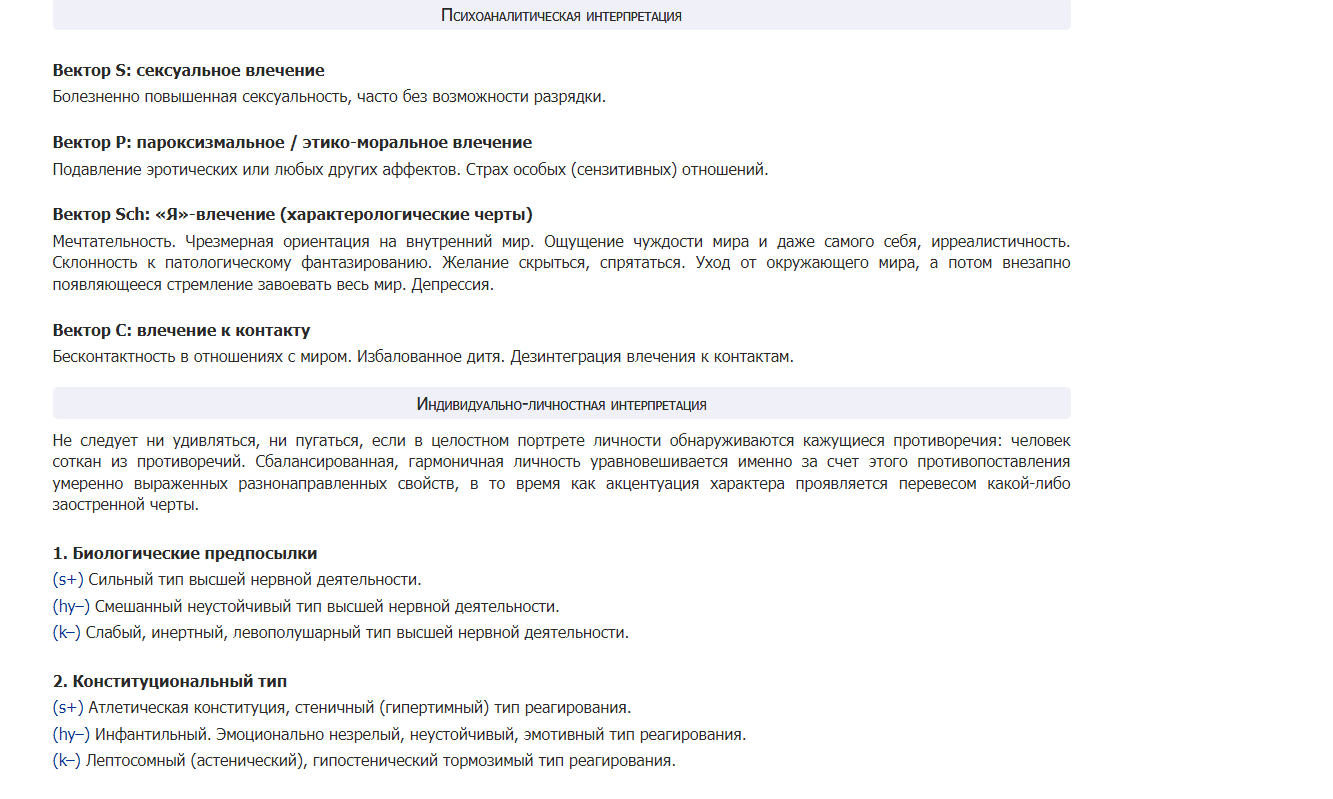 Психоаналитическая интерпретация
Вектор S: сексуальное влечение
Болезненно повышенная сексуальность, часто без возможности разрядки.
Вектор P: пароксизмальное / этико-моральное влечение
Подавление эротических или любых других аффектов. Страх особых (сензитивных) отношений.
Вектор Sch: «Я»-влечение (характерологические черты)
Мечтательность. Чрезмерная ориентация на внутренний мир. Ощущение чуждости мира и даже самого себя, ирреалистичность.
Склонность к патологическому фантазированию. Желание скрыться, спрятаться. Уход от окружающего мира, а потом внезапно
появляющееся стремление завоевать весь мир. Депрессия.
Вектор C: влечение к контакту
Бесконтактность в отношениях с миром. Избалованное дитя. Дезинтеграция влечения к контактам.
Индивидуально-личностная интерпретация
Не следует ни удивляться, ни пугаться, если в целостном портрете личности обнаруживаются кажущиеся противоречия: человек
соткан из противоречий. Сбалансированная, гармоничная личность уравновешивается именно за счет этого противопоставления
умеренно выраженных разнонаправленных свойств, в то время как акцентуация характера проявляется перевесом какой-либо
заостренной черты.
1. Биологические предпосылки
(s+) Сильный тип высшей нервной деятельности.
(hy–) Смешанный неустойчивый тип высшей нервной деятельности.
(k–) Слабый, инертный, левополушарный тип высшей нервной деятельности.
2. Конституциональный тип
(s+) Атлетическая конституция, стеничный (гипертимный) тип реагирования.
(hy–) Инфантильный. Эмоционально незрелый, неустойчивый, эмотивный тип реагирования.
(k–) Лептосомный (астенический), гипостенический тормозимый тип реагирования.